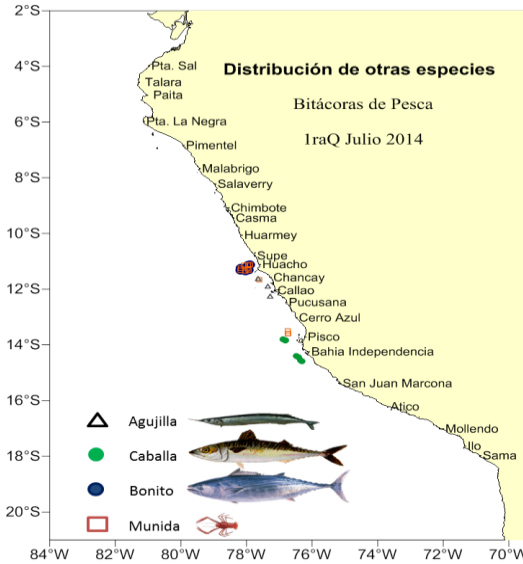 2°S
4°S
6°S
8°S
10°S
12°S
14°S
16°S
18°S
20°S
Distribución de otras especies
Bitácoras de Pesca
1raQ Julio 2014
Pta. Sal
Talara
Paita
Pta. La Negra
Pimentel
Malabrigo
Salaverry
Chimbote
Casma
Huarmey
Supe
Huacho
Chancay
Callao
Pucusana
Cerro Azul
Pisco
Bahia Independencia
San Juan Marcona
Atico
Mollendo
Ilo
Sama
Agujilla
Caballa
Bonito
Munida
84°W 82°W 80°W 78°W 76°W 74°W 72°W 70°W